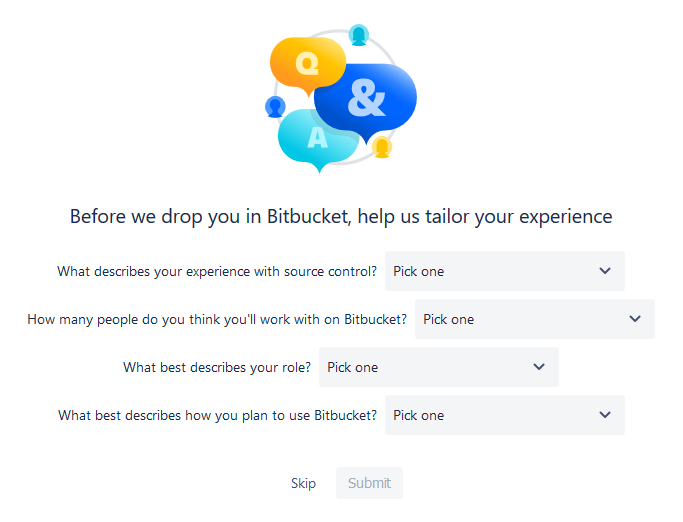 Q
&
A
Before we drop you in Bitbucket, help us tailor your experience
What describes your experience with source control? Pick one
How many people do you think you'll work with on Bitbucket? Pick one
What best describes your role? Pick one
What best describes how you plan to use Bitbucket? Pick one
Skip Submit